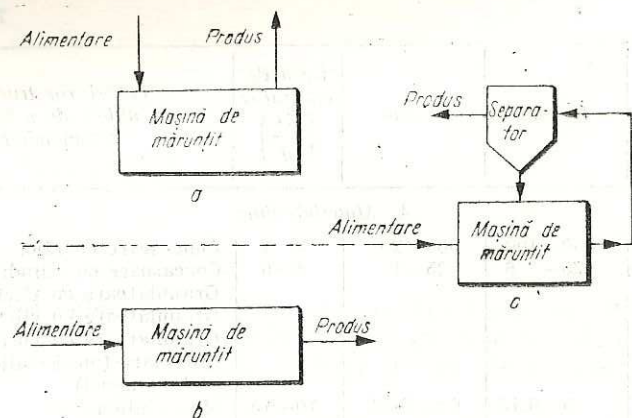 Alimentare
Produs
Mașină de
mărunțit
a
Produs
Separa-
tor
Alimentare
Mașină de
mărunțit
c
Alimentare
Mașină de
mărunțit
Produs
b